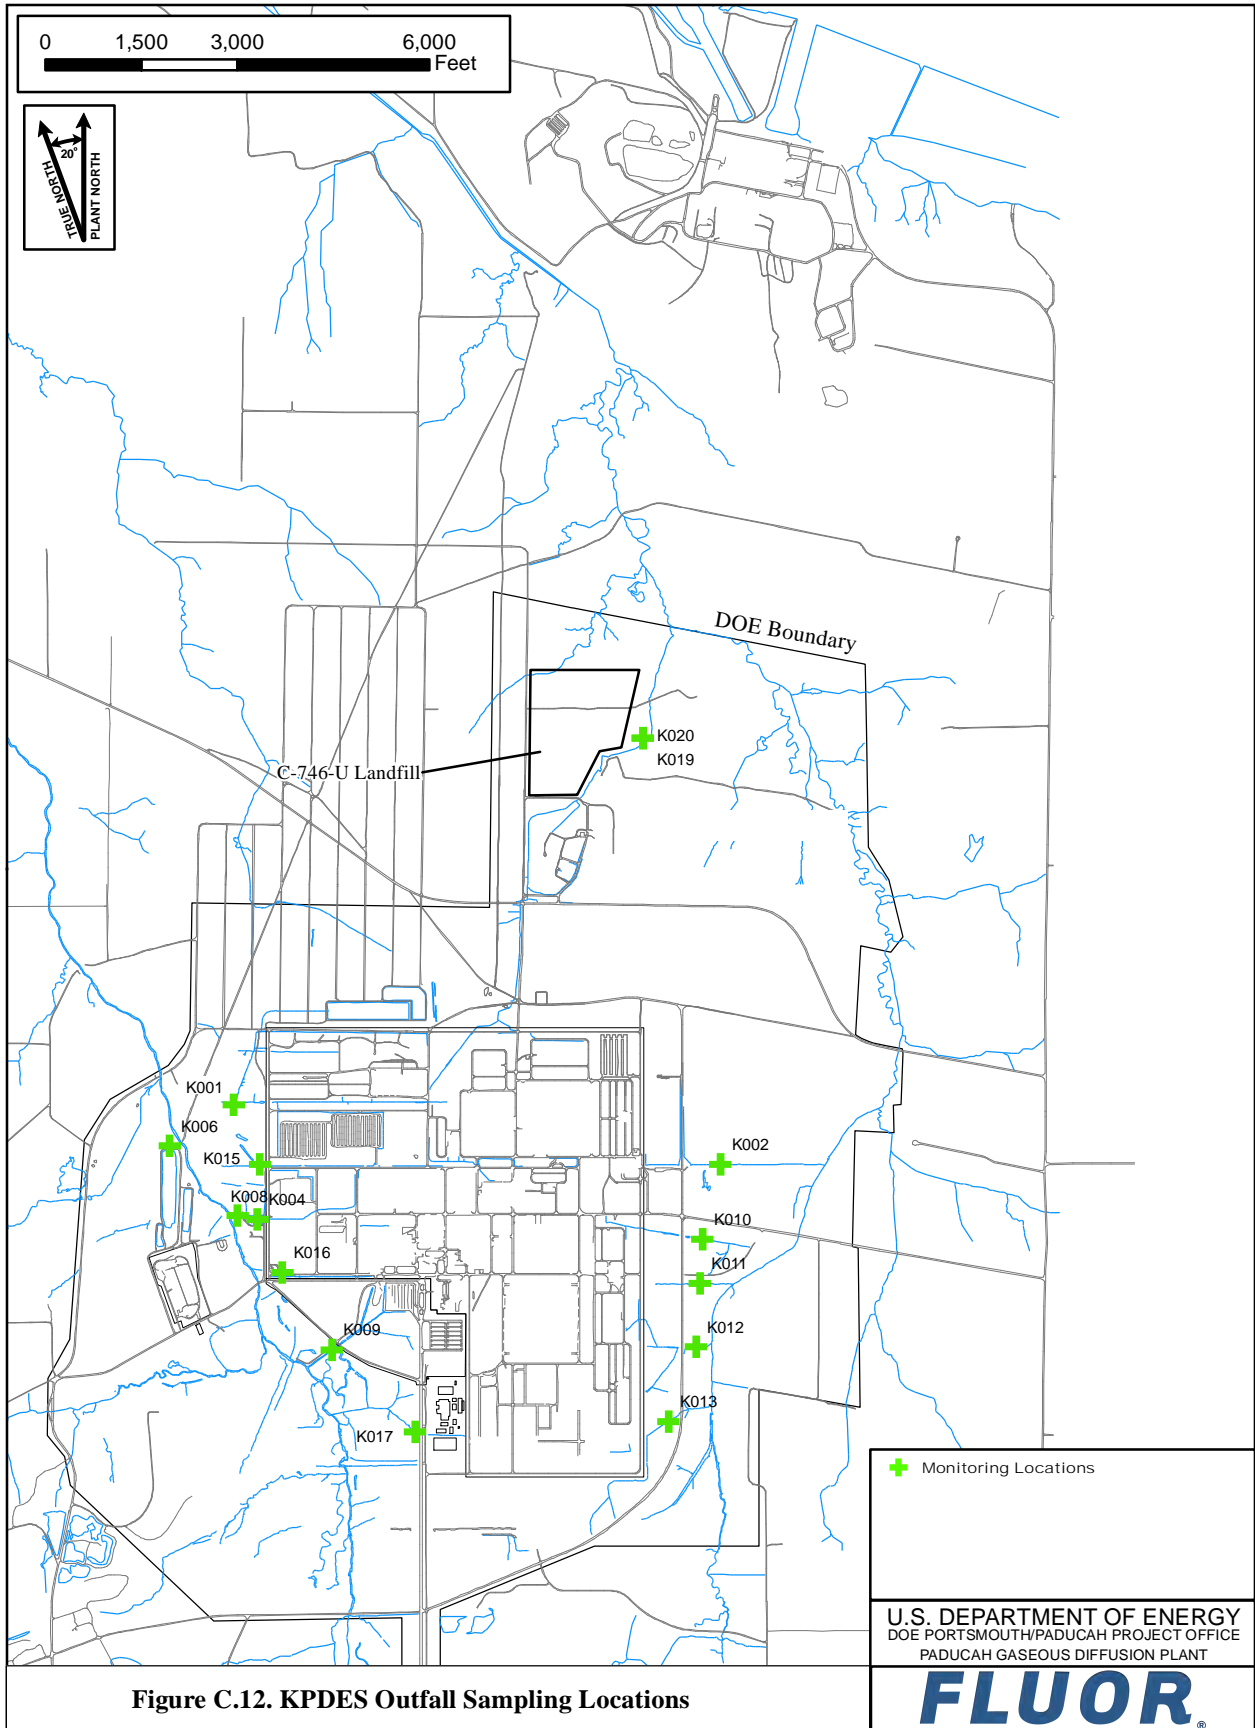 0 1,500 3,000 6,000
Feet
20°
TRUE NORTH
PLANT NORTH
DOE Boundary
K020
K019
C-746-U Landfill
K001
K006
K015
K002
K008
K004
K010
K016
K011
K009
K012
K013
K017
Monitoring Locations
U.S. DEPARTMENT OF ENERGY
DOE PORTSMOUTH/PADUCAH PROJECT OFFICE
PADUCAH GASEOUS DIFFUSION PLANT
Figure C.12. KPDES Outfall Sampling Locations
FLUOR®